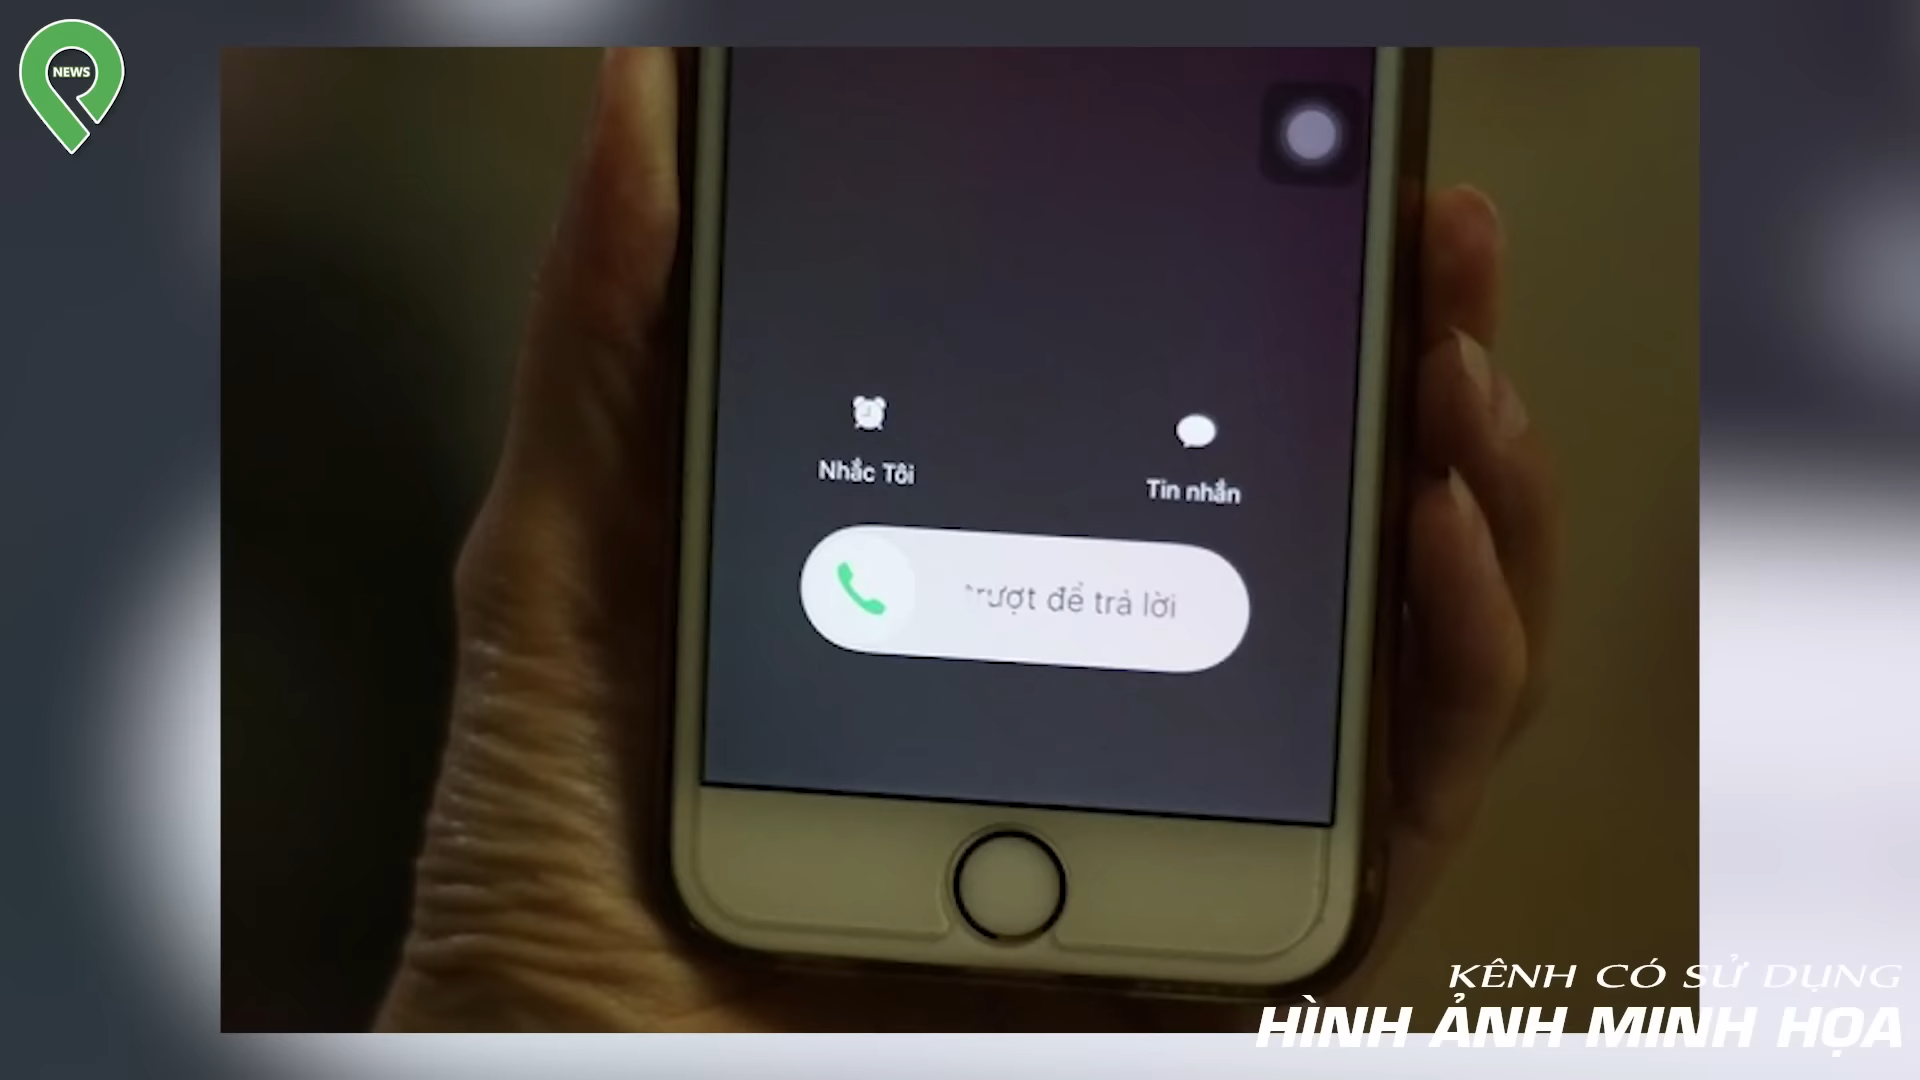 NEWS
Nhắc Tôi
Tin nhắn
trượt để trả lời
KÊNH CÓ SỬ DỤNG
HÌNH ẢNH MINH HỌA